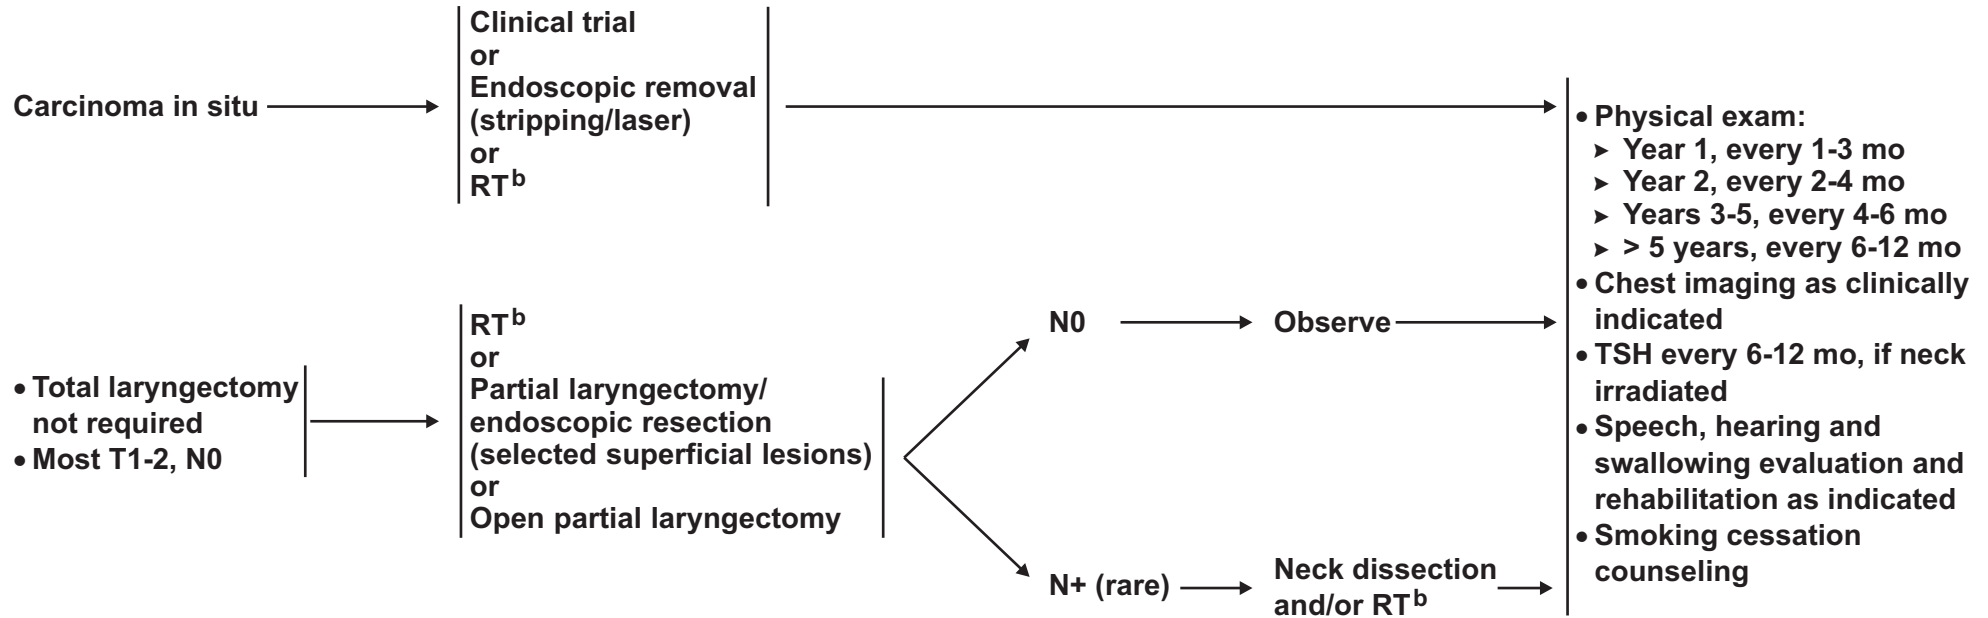 Carcinoma in situ
Clinical trial
or
Endoscopic removal
(stripping/laser)
or
RTᵇ
• Total laryngectomy
not required
• Most T1-2, N0
RTᵇ
or
Partial laryngectomy/
endoscopic resection
(selected superficial lesions)
or
Open partial laryngectomy
N0
Observe
N+ (rare)
Neck dissection
and/or RTᵇ
• Physical exam:
➤ Year 1, every 1-3 mo
➤ Year 2, every 2-4 mo
➤ Years 3-5, every 4-6 mo
➤ > 5 years, every 6-12 mo
• Chest imaging as clinically
indicated
• TSH every 6-12 mo, if neck
irradiated
• Speech, hearing and
swallowing evaluation and
rehabilitation as indicated
• Smoking cessation
counseling